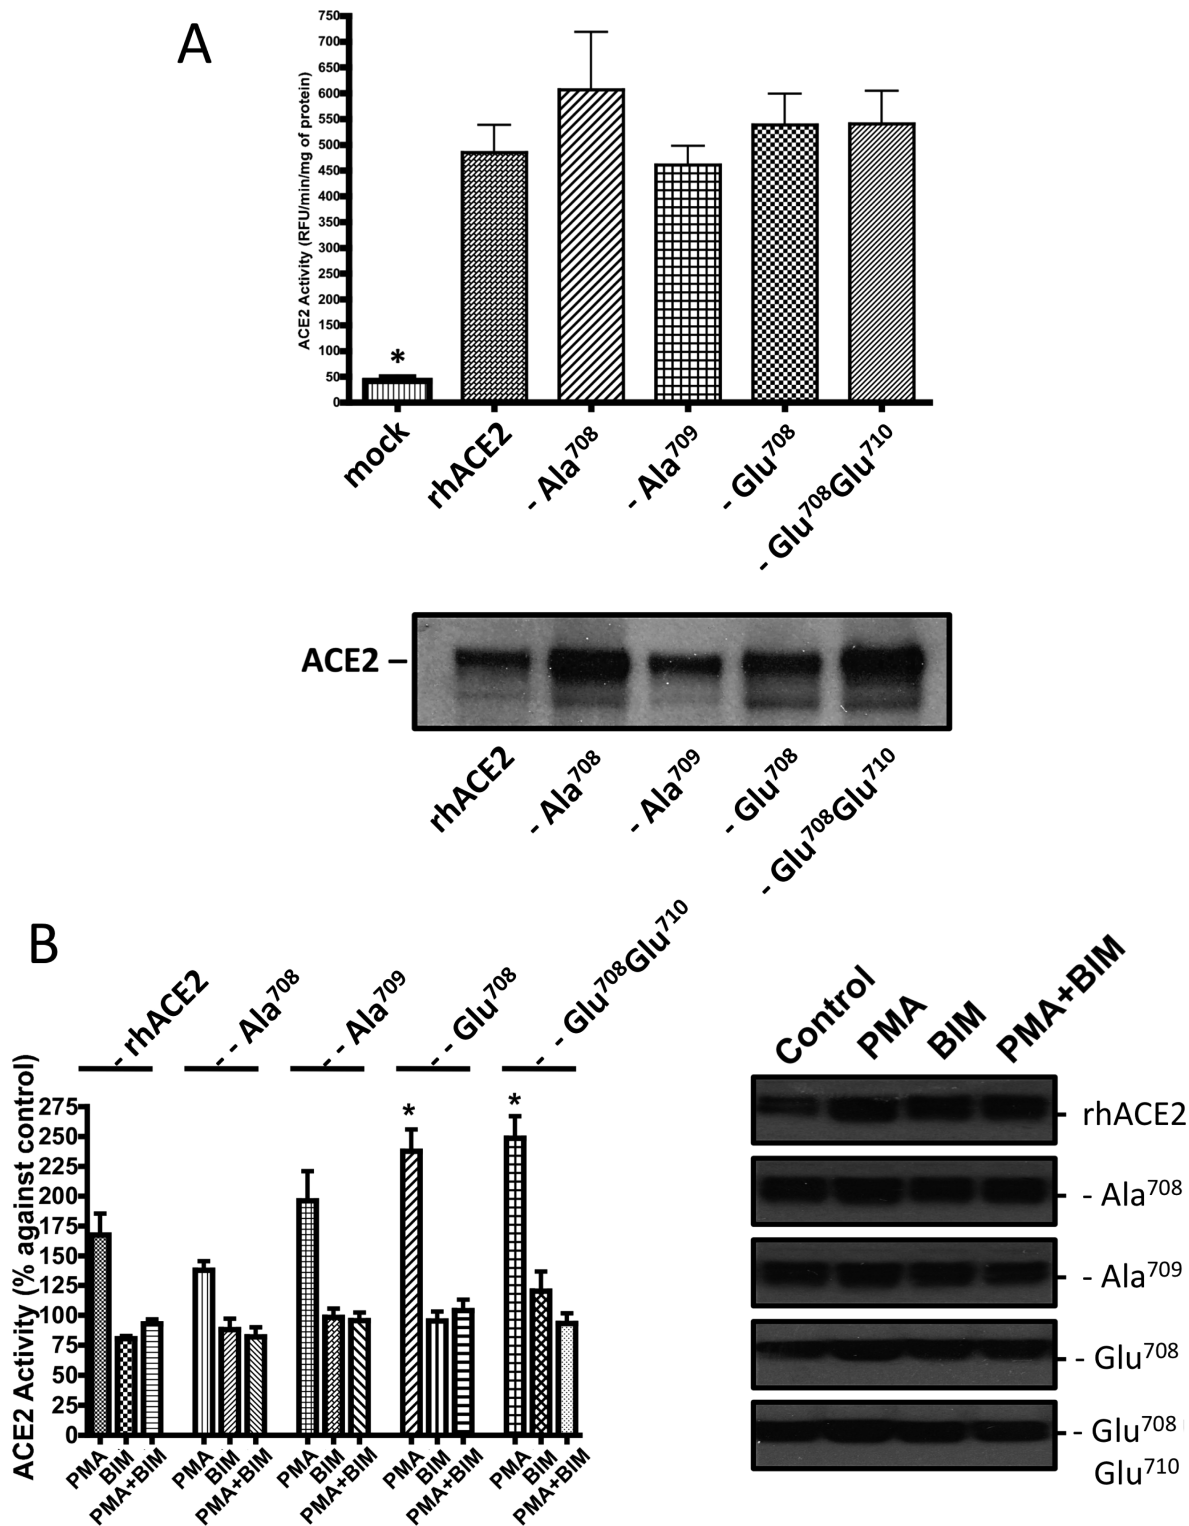 A
ACE2 Activity (RFU/min/mg of protein)
750
700
650
600
550
500
450
400
350
300
250
200
150
100
50
0
*
mock
rhACE2
- Ala⁷⁰⁸
- Ala⁷⁰⁹
- Glu⁷⁰⁸
- Glu⁷⁰⁸Glu⁷¹⁰
ACE2 –
rhACE2
- Ala⁷⁰⁸
- Ala⁷⁰⁹
- Glu⁷⁰⁸
- Glu⁷⁰⁸Glu⁷¹⁰
B
- rhACE2
- - Ala⁷⁰⁸
- - Ala⁷⁰⁹
- - Glu⁷⁰⁸
- - Glu⁷⁰⁸Glu⁷¹⁰
ACE2 Activity (% against control)
275
250
225
200
175
150
125
100
75
50
25
0
*
*
PMA
BIM
PMA+BIM
PMA
BIM
PMA+BIM
PMA
BIM
PMA+BIM
PMA
BIM
PMA+BIM
PMA
BIM
PMA+BIM
Control
PMA
BIM
PMA+BIM
- rhACE2
- Ala⁷⁰⁸
- Ala⁷⁰⁹
- Glu⁷⁰⁸
- Glu⁷⁰⁸
Glu⁷¹⁰